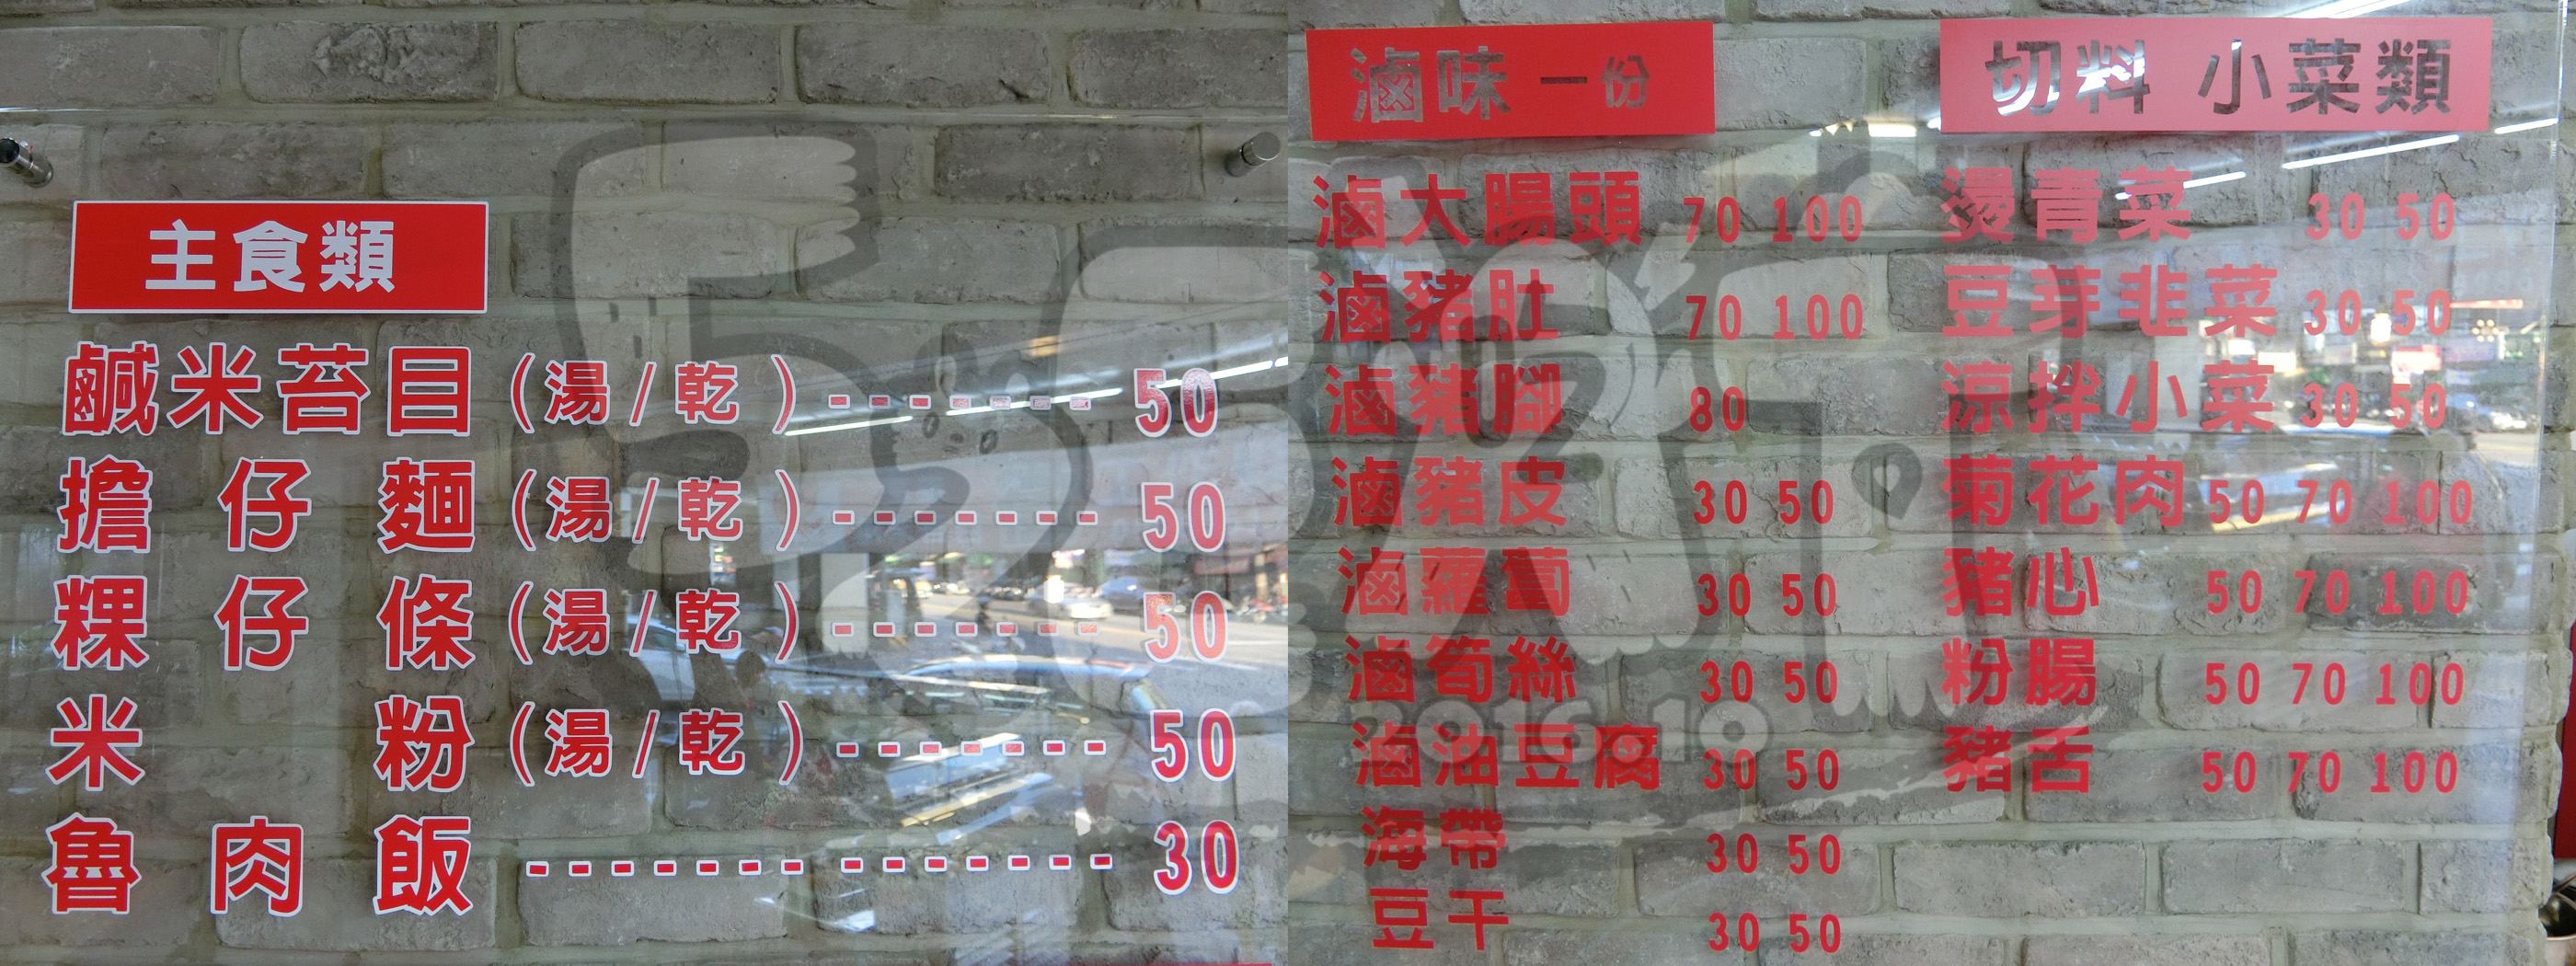 主食類
鹹米苔目(湯/乾)-------50
擔仔麵(湯/乾)-------50
粿仔條(湯/乾)-------50
米粉(湯/乾)-------50
魯肉飯--------------30
滷味 一份
滷大腸頭 70 100
滷豬肚 70 100
滷豬腳 80
滷豬皮 30 50
滷蘿蔔 30 50
滷筍絲 30 50
滷油豆腐 30 50
海帶 30 50
豆干 30 50
切料 小菜類
燙青菜 30 50
豆芽韭菜 30 50
涼拌小菜 30 50
菊花肉 50 70 100
豬心 50 70 100
粉腸 50 70 100
豬舌 50 70 100
2016.10